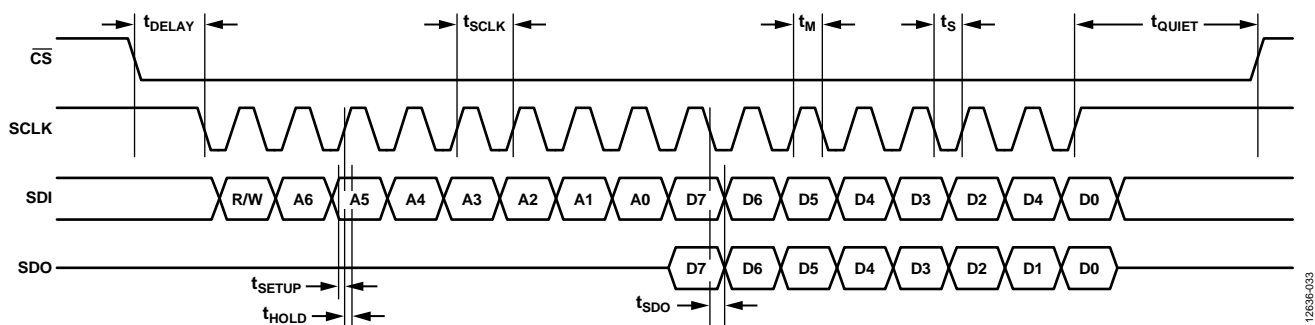 tDELAY tSCLK tM tS tQUIET
CS
SCLK
SDI R/W A6 A5 A4 A3 A2 A1 A0 D7 D6 D5 D4 D3 D2 D4 D0
SDO D7 D6 D5 D4 D3 D2 D1 D0
tSETUP tSDO
tHOLD
12636-033